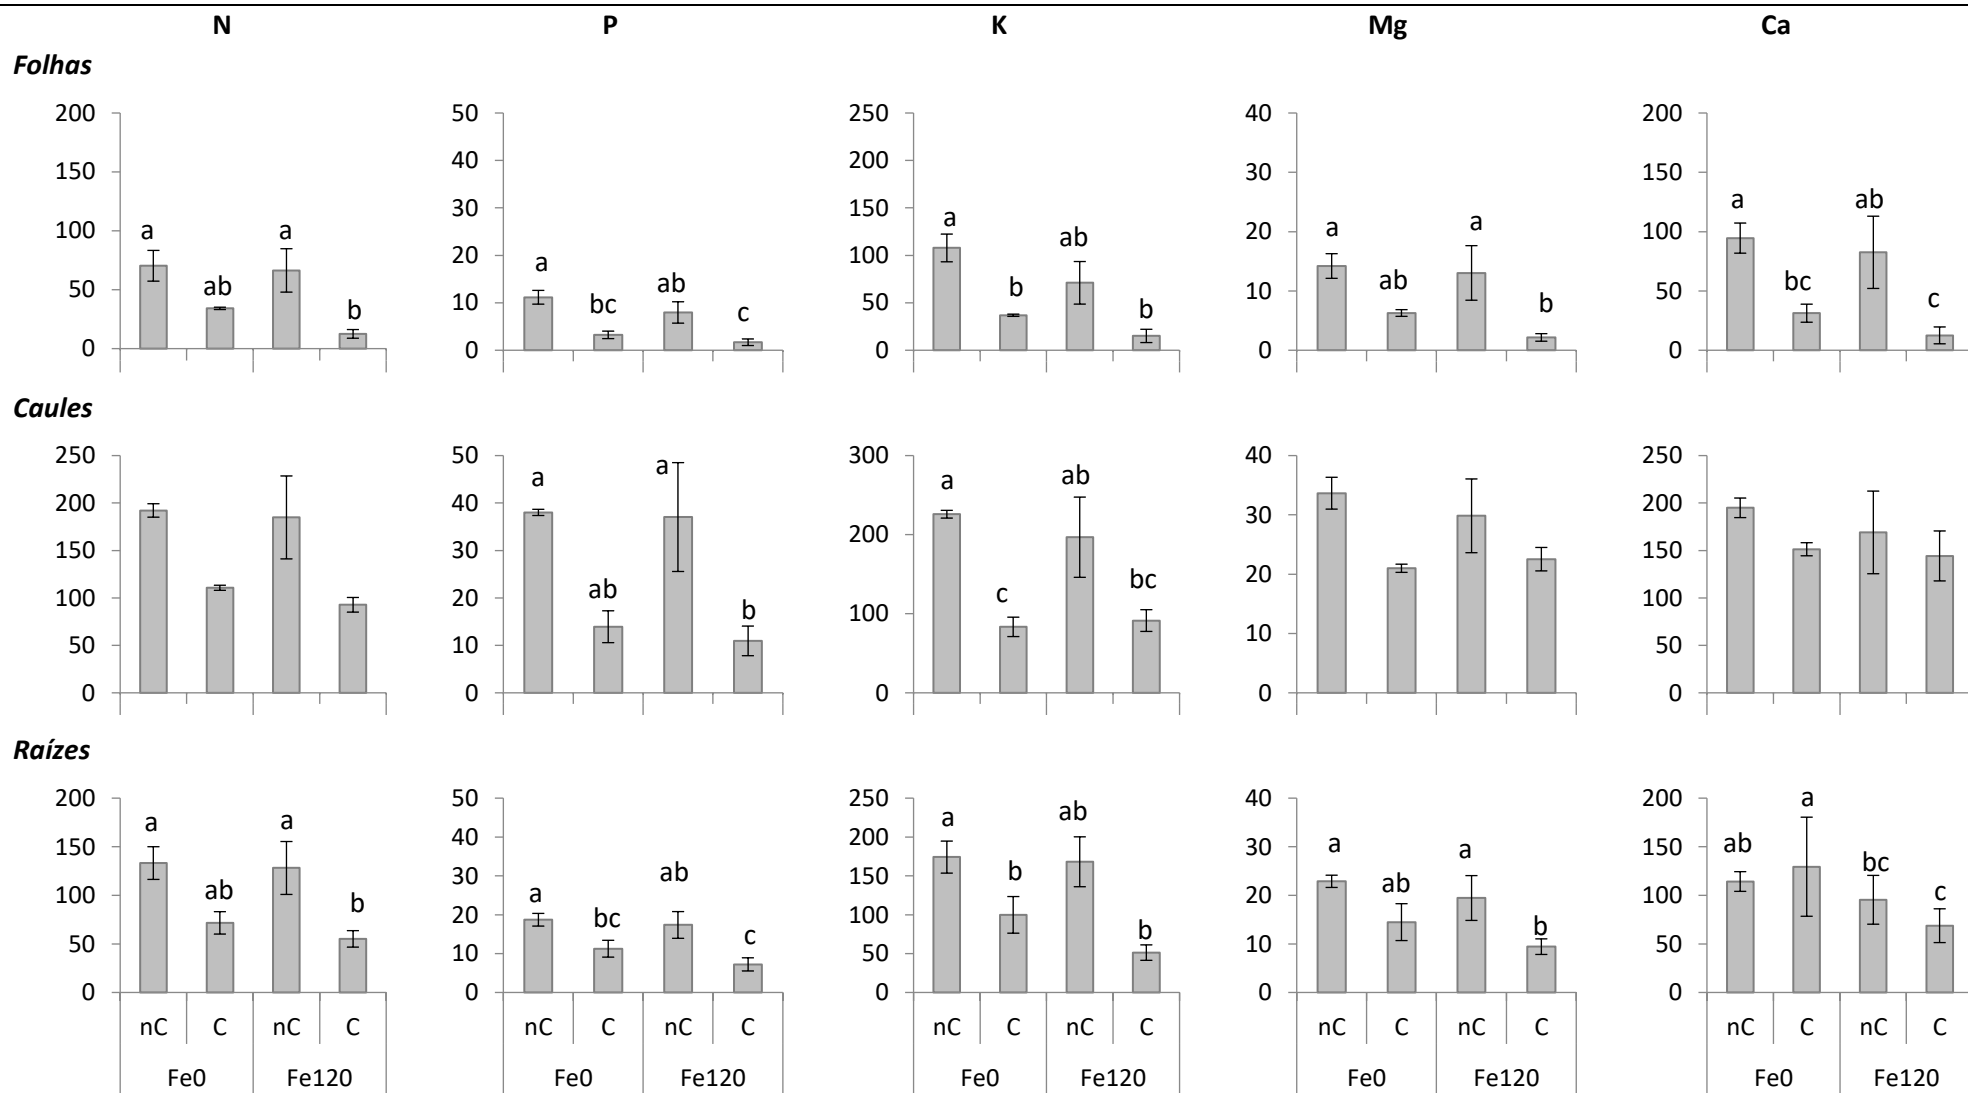 N P K Mg Ca
Folhas
200 50 250 40 200
150 40 200 30 150
100 30 150 20 100
50 20 100 10 50
0 10 50 0 0
0 0
a ab a b
a bc ab c
a b ab b
a ab a b
a bc ab c
Caules
250 50 300 40 250
200 40 200 30 200
150 30 100 20 150
100 20 0 10 100
50 10 0 50
0 0 0
a ab a b
a c ab bc
Raízes
200 50 250 40 200
150 40 200 30 150
100 30 150 20 100
50 20 100 10 50
0 10 50 0 0
0 0
a ab a b
a bc ab c
a b ab b
a ab a b
ab a bc c
nC C nC C nC C nC C nC C nC C nC C nC C nC C nC C
Fe0 Fe120 Fe0 Fe120 Fe0 Fe120 Fe0 Fe120 Fe0 Fe120